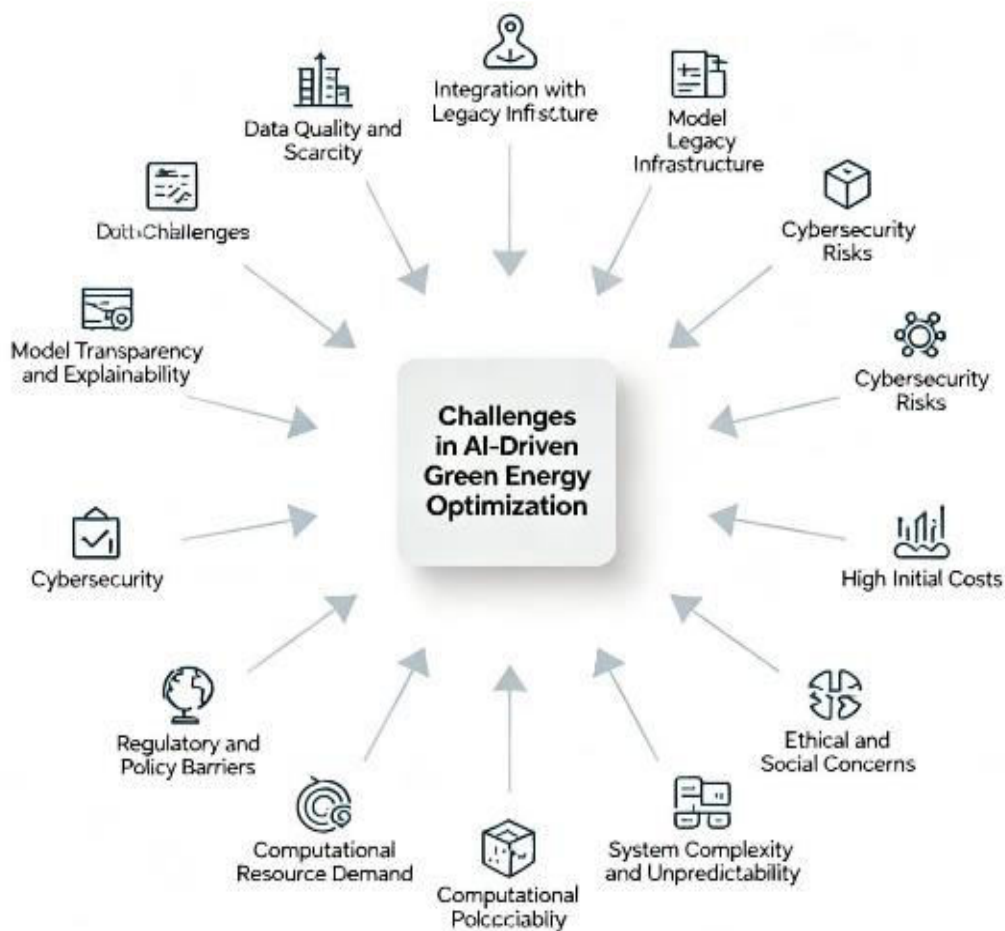 Integration with
Legacy Infisċture
Data Quality and
Scarcity
Model
Legacy
Infrastructure
Challenges
Cybersecurity
Risks
Model Transparency
and Explainability
Cybersecurity
Risks
Challenges
in AI-Driven
Green Energy
Optimization
Cybersecurity
High Initial Costs
Regulatory and
Policy Barriers
Ethical and
Social Concerns
Computational
Resource Demand
System Complexity
and Unpredictability
Computational